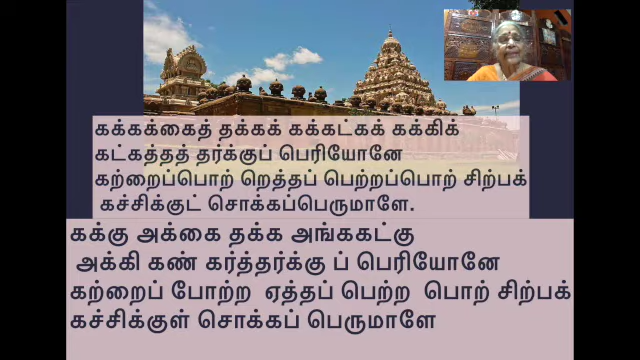 கக்கக்கைத் தக்கக் கக்கட்கக் கக்கிக்
கட்கத்தத் தர்க்குப் பெரியோனே
கற்றைப்பொற் றெத்தப் பெற்றப்பொற் சிற்பக்
கச்சிக்குட் சொக்கப்பெருமாளே.
கக்கு அக்கை தக்க அங்ககட்கு
அக்கி கண் கர்த்தர்க்கு ப் பெரியோனே
கற்றைப் போற்ற ஏத்தப் பெற்ற பொற் சிற்பக்
கச்சிக்குள் சொக்கப் பெருமாளே